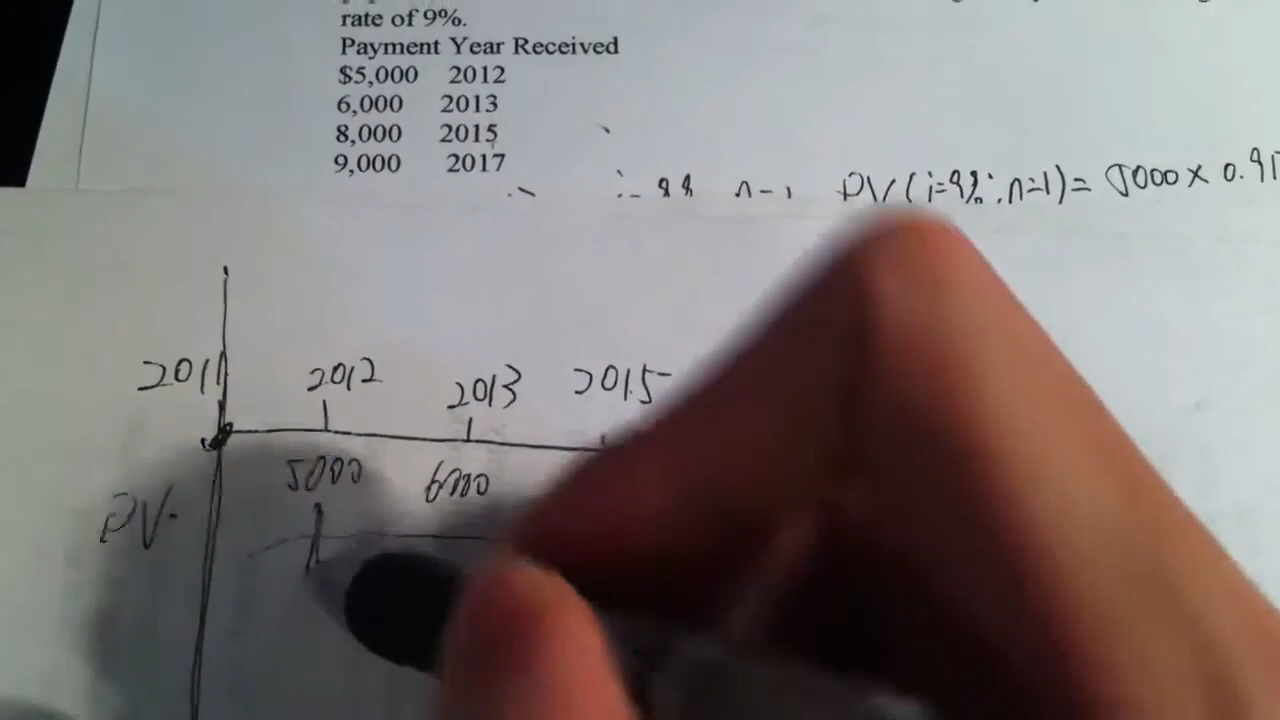 rate of 9%.
Payment Year Received
$5,000 2012
6,000 2013
8,000 2015
9,000 2017
PV(i=9%, n=1)= 5000 × 0.917
2011 2012 2013 2015
5000 6000
PV.